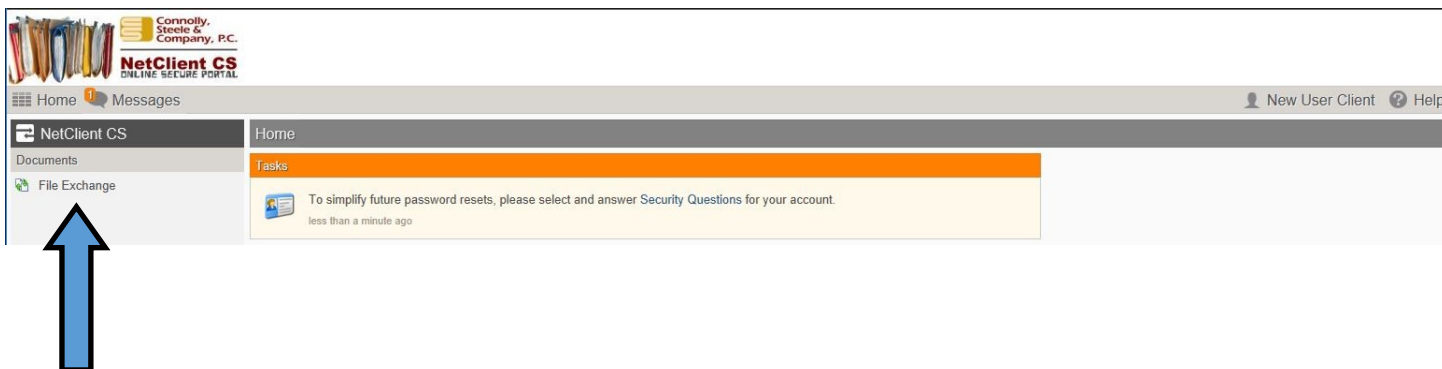 Connolly,
Steele &
Company, P.C.
NetClient CS
ONLINE SECURE PORTAL
Home 1 Messages New User Client Help
NetClient CS
Home
Documents
Tasks
File Exchange
To simplify future password resets, please select and answer Security Questions for your account.
less than a minute ago